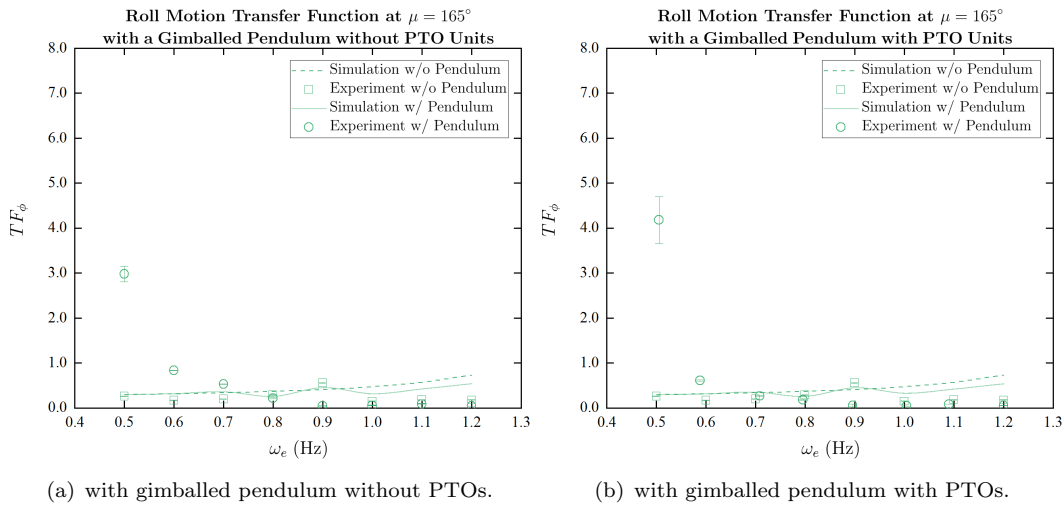 Roll Motion Transfer Function at μ = 165°
with a Gimballed Pendulum without PTO Units
8.0
7.0
6.0
5.0
4.0
3.0
2.0
1.0
0.0
TF_ϕ
Simulation w/o Pendulum
Experiment w/o Pendulum
Simulation w/ Pendulum
Experiment w/ Pendulum
0.4 0.5 0.6 0.7 0.8 0.9 1.0 1.1 1.2 1.3
ω_e (Hz)
(a) with gimballed pendulum without PTOs.
Roll Motion Transfer Function at μ = 165°
with a Gimballed Pendulum with PTO Units
8.0
7.0
6.0
5.0
4.0
3.0
2.0
1.0
0.0
TF_ϕ
Simulation w/o Pendulum
Experiment w/o Pendulum
Simulation w/ Pendulum
Experiment w/ Pendulum
0.4 0.5 0.6 0.7 0.8 0.9 1.0 1.1 1.2 1.3
ω_e (Hz)
(b) with gimballed pendulum with PTOs.